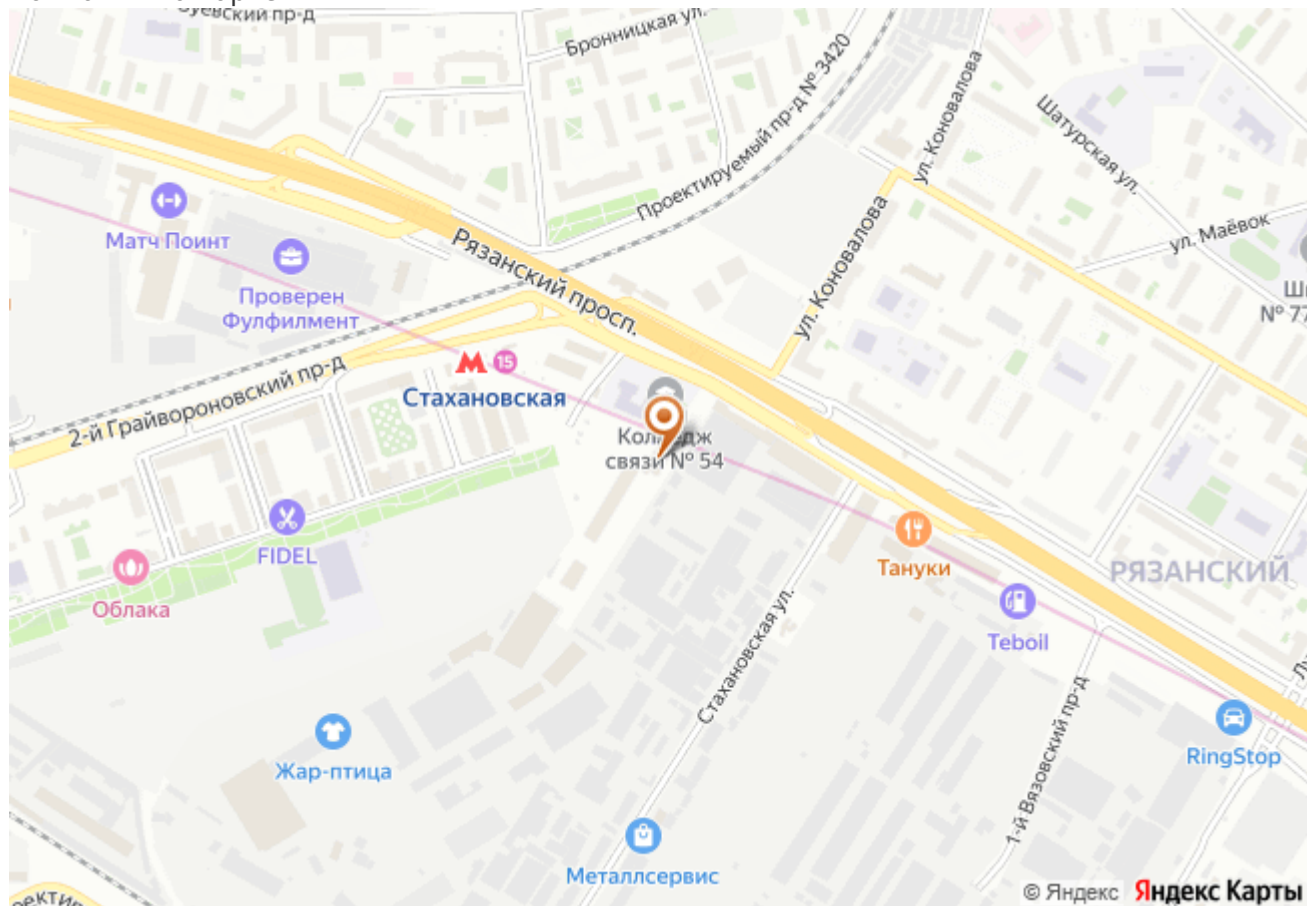 Бронницкая ул.
Проектируемый пр-д № 3420
ул. Коновалова
Шатурская ул.
ул. Маёвок
Матч Поинт
Рязанский просп.
ул. Коновалова
Проверен
Фулфилмент
№ 77
15
Стахановская
2-й Грайвороновский пр-д
Колледж
связи № 54
FIDEL
Тануки
РЯЗАНСКИЙ
Облака
Teboil
Стахановская ул.
Жар-птица
1-й Вязовский пр-д
RingStop
Металлсервис
© Яндекс Яндекс Карты